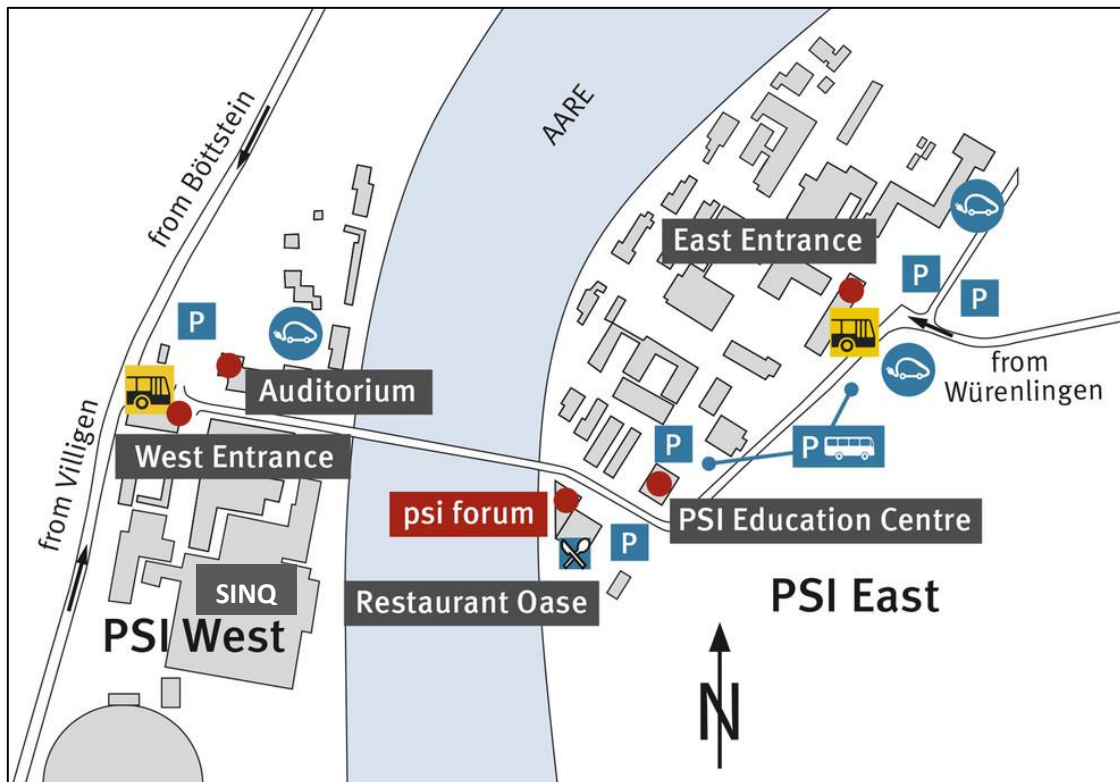 from Böttstein
AARE
East Entrance
P
P
P
from
Würenlingen
Auditorium
West Entrance
from Villigen
P
P
psi forum
PSI Education Centre
P
Restaurant Oase
SINQ
PSI West
PSI East
N